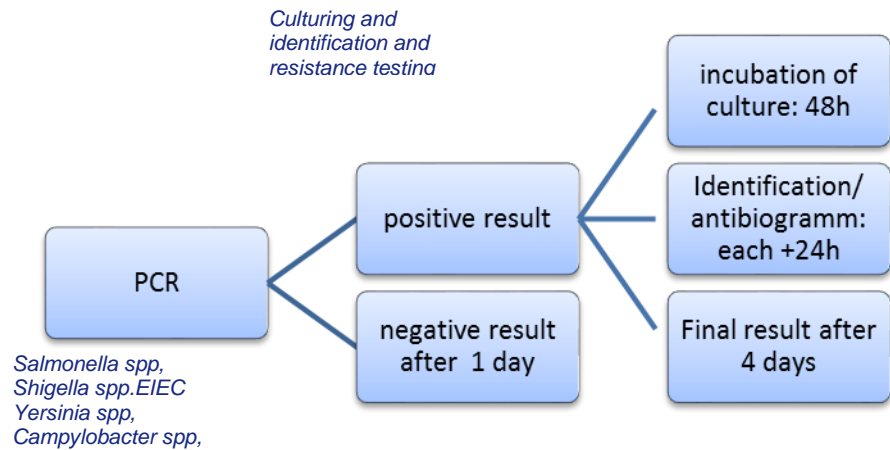 Culturing and
identification and
resistance testing
incubation of
culture: 48h
positive result
Identification/
antibiogramm:
each +24h
PCR
negative result
after 1 day
Final result after
4 days
Salmonella spp,
Shigella spp.EIEC
Yersinia spp,
Campylobacter spp,